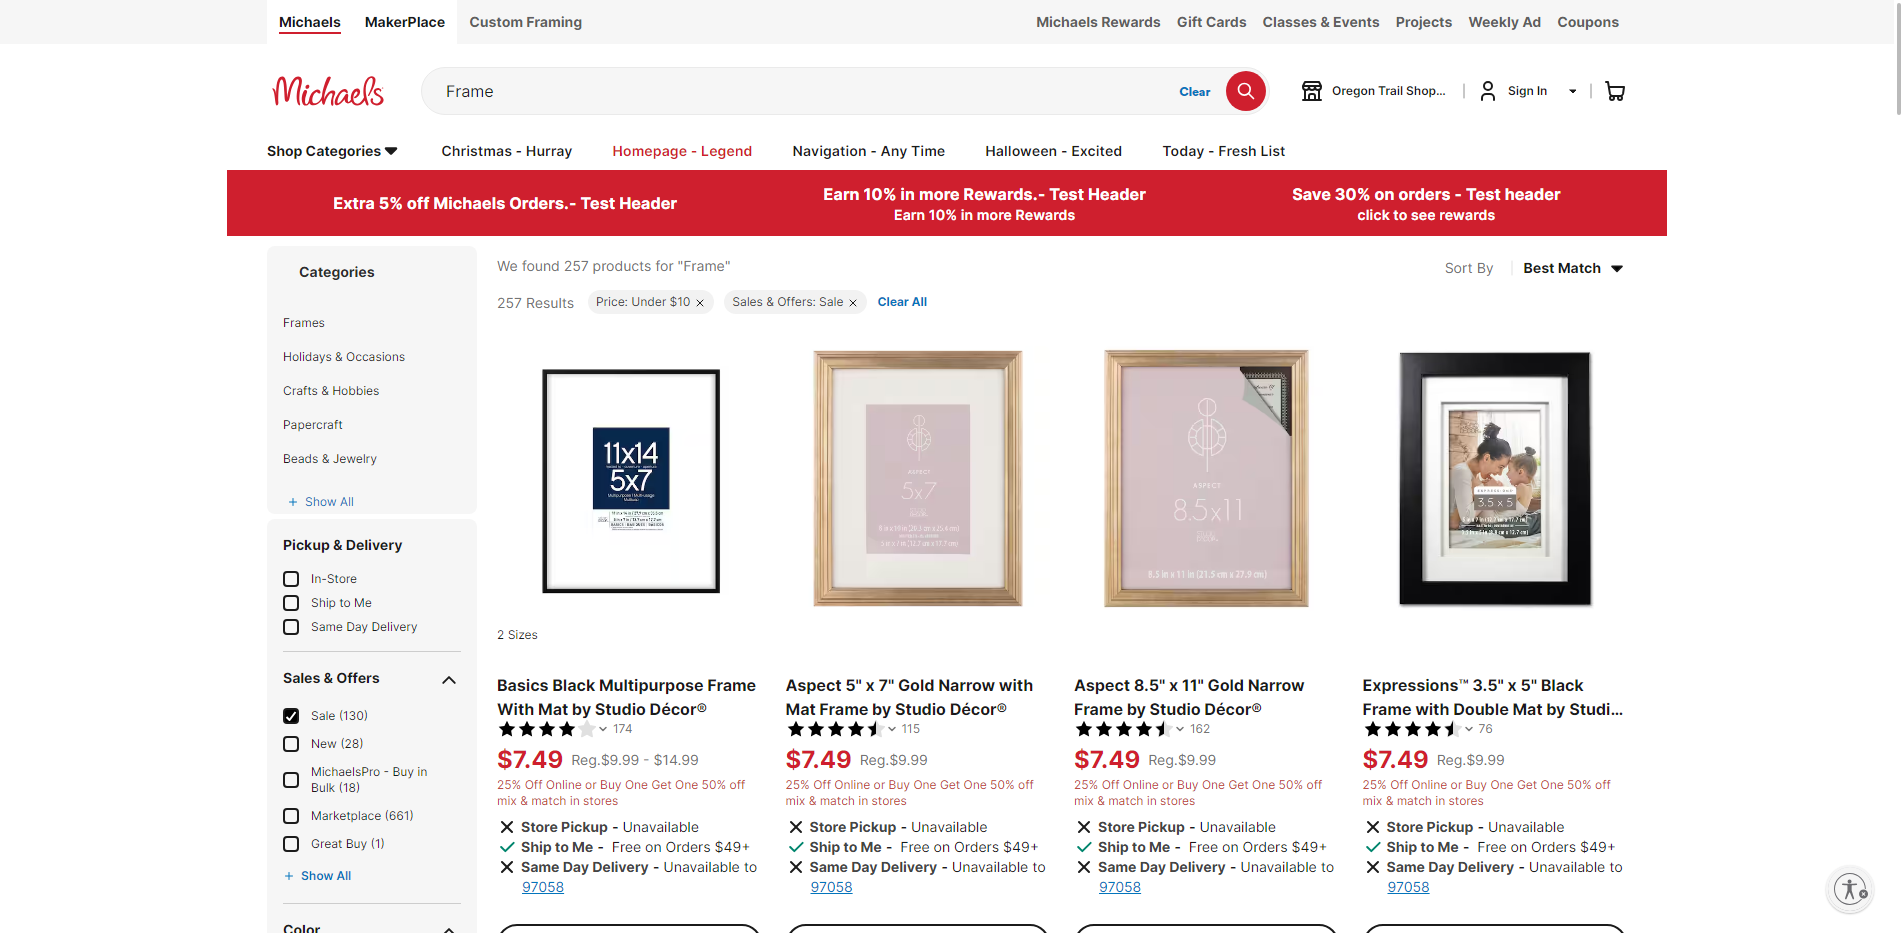 Michaels
MakerPlace
Custom Framing
Michaels Rewards
Gift Cards
Classes & Events
Projects
Weekly Ad
Coupons
Michaels
Frame
Clear
Oregon Trail Shop...
Sign In
Shop Categories
Christmas - Hurray
Homepage - Legend
Navigation - Any Time
Halloween - Excited
Today - Fresh List
Extra 5% off Michaels Orders.- Test Header
Earn 10% in more Rewards.- Test Header
Earn 10% in more Rewards
Save 30% on orders - Test header
click to see rewards
Categories
Frames
Holidays & Occasions
Crafts & Hobbies
Papercraft
Beads & Jewelry
+ Show All
Pickup & Delivery
In-Store
Ship to Me
Same Day Delivery
Sales & Offers
Sale (130)
New (28)
MichaelsPro - Buy in
Bulk (18)
Marketplace (661)
Great Buy (1)
+ Show All
Color
We found 257 products for "Frame"
Sort By
Best Match
257 Results
Price: Under $10
Sales & Offers: Sale
Clear All
11x14
5x7
2 Sizes
Basics Black Multipurpose Frame
With Mat by Studio Décor®
174
$7.49 Reg.$9.99 - $14.99
25% Off Online or Buy One Get One 50% off
mix & match in stores
Store Pickup - Unavailable
Ship to Me - Free on Orders $49+
Same Day Delivery - Unavailable to
97058
ASPECT
5x7
Aspect 5" x 7" Gold Narrow with
Mat Frame by Studio Décor®
115
$7.49 Reg.$9.99
25% Off Online or Buy One Get One 50% off
mix & match in stores
Store Pickup - Unavailable
Ship to Me - Free on Orders $49+
Same Day Delivery - Unavailable to
97058
ASPECT
8.5x11
8.5 in x 11 in (21.5 cm x 27.9 cm)
Aspect 8.5" x 11" Gold Narrow
Frame by Studio Décor®
162
$7.49 Reg.$9.99
25% Off Online or Buy One Get One 50% off
mix & match in stores
Store Pickup - Unavailable
Ship to Me - Free on Orders $49+
Same Day Delivery - Unavailable to
97058
EXPRESSIONS
3.5 x 5
Expressions™ 3.5" x 5" Black
Frame with Double Mat by Studi...
76
$7.49 Reg.$9.99
25% Off Online or Buy One Get One 50% off
mix & match in stores
Store Pickup - Unavailable
Ship to Me - Free on Orders $49+
Same Day Delivery - Unavailable to
97058